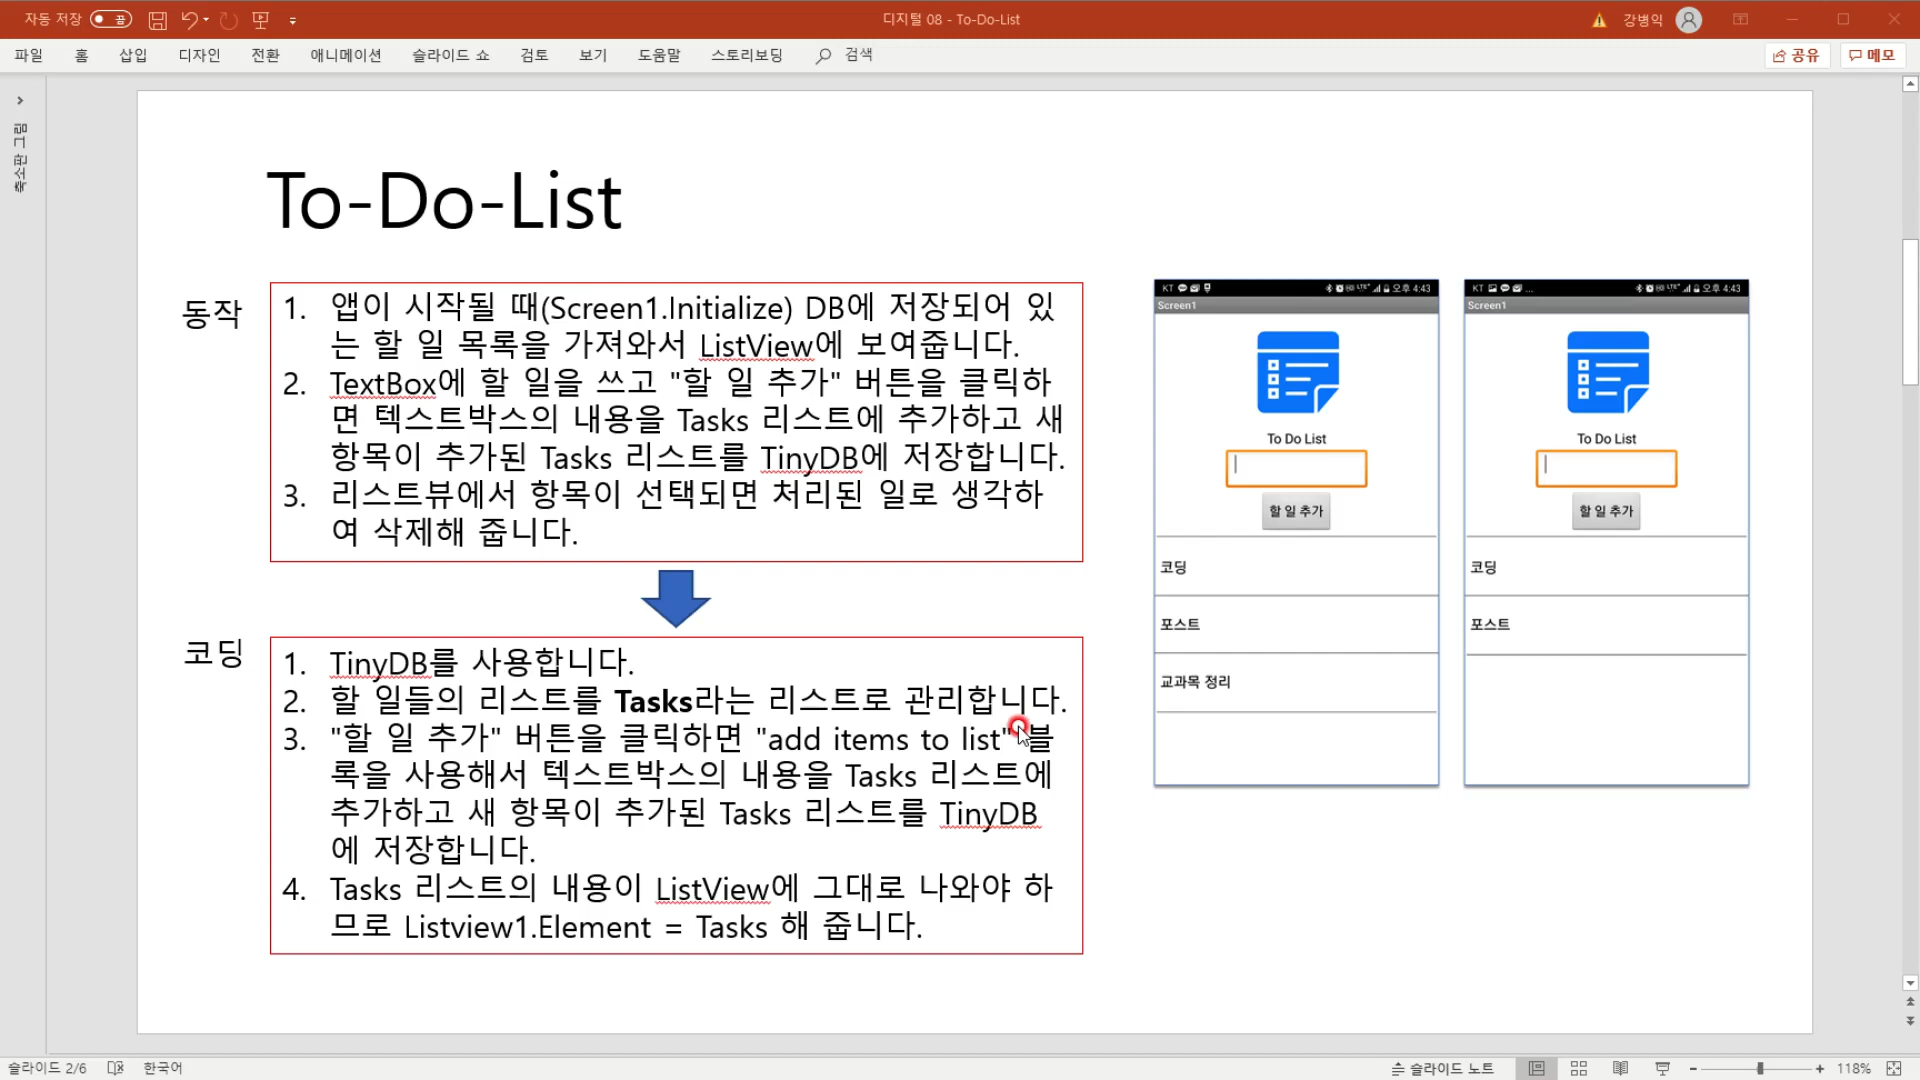 자동 저장 끔
디지털 08 - To-Do-List
강병익
파일 홈 삽입 디자인 전환 애니메이션 슬라이드 쇼 검토 보기 도움말 스토리보딩 검색
공유 메모
축소판 그림
To-Do-List
동작
1. 앱이 시작될 때(Screen1.Initialize) DB에 저장되어 있
는 할 일 목록을 가져와서 ListView에 보여줍니다.
2. TextBox에 할 일을 쓰고 "할 일 추가" 버튼을 클릭하
면 텍스트박스의 내용을 Tasks 리스트에 추가하고 새
항목이 추가된 Tasks 리스트를 TinyDB에 저장합니다.
3. 리스트뷰에서 항목이 선택되면 처리된 일로 생각하
여 삭제해 줍니다.
코딩
1. TinyDB를 사용합니다.
2. 할 일들의 리스트를 Tasks라는 리스트로 관리합니다.
3. "할 일 추가" 버튼을 클릭하면 "add items to list" 블
록을 사용해서 텍스트박스의 내용을 Tasks 리스트에
추가하고 새 항목이 추가된 Tasks 리스트를 TinyDB
에 저장합니다.
4. Tasks 리스트의 내용이 ListView에 그대로 나와야 하
므로 Listview1.Element = Tasks 해 줍니다.
KT LTE 오후 4:43
Screen1
To Do List
할 일 추가
코딩
포스트
교과목 정리
KT ... LTE 오후 4:43
Screen1
To Do List
할 일 추가
코딩
포스트
슬라이드 2/6 한국어
슬라이드 노트
118%